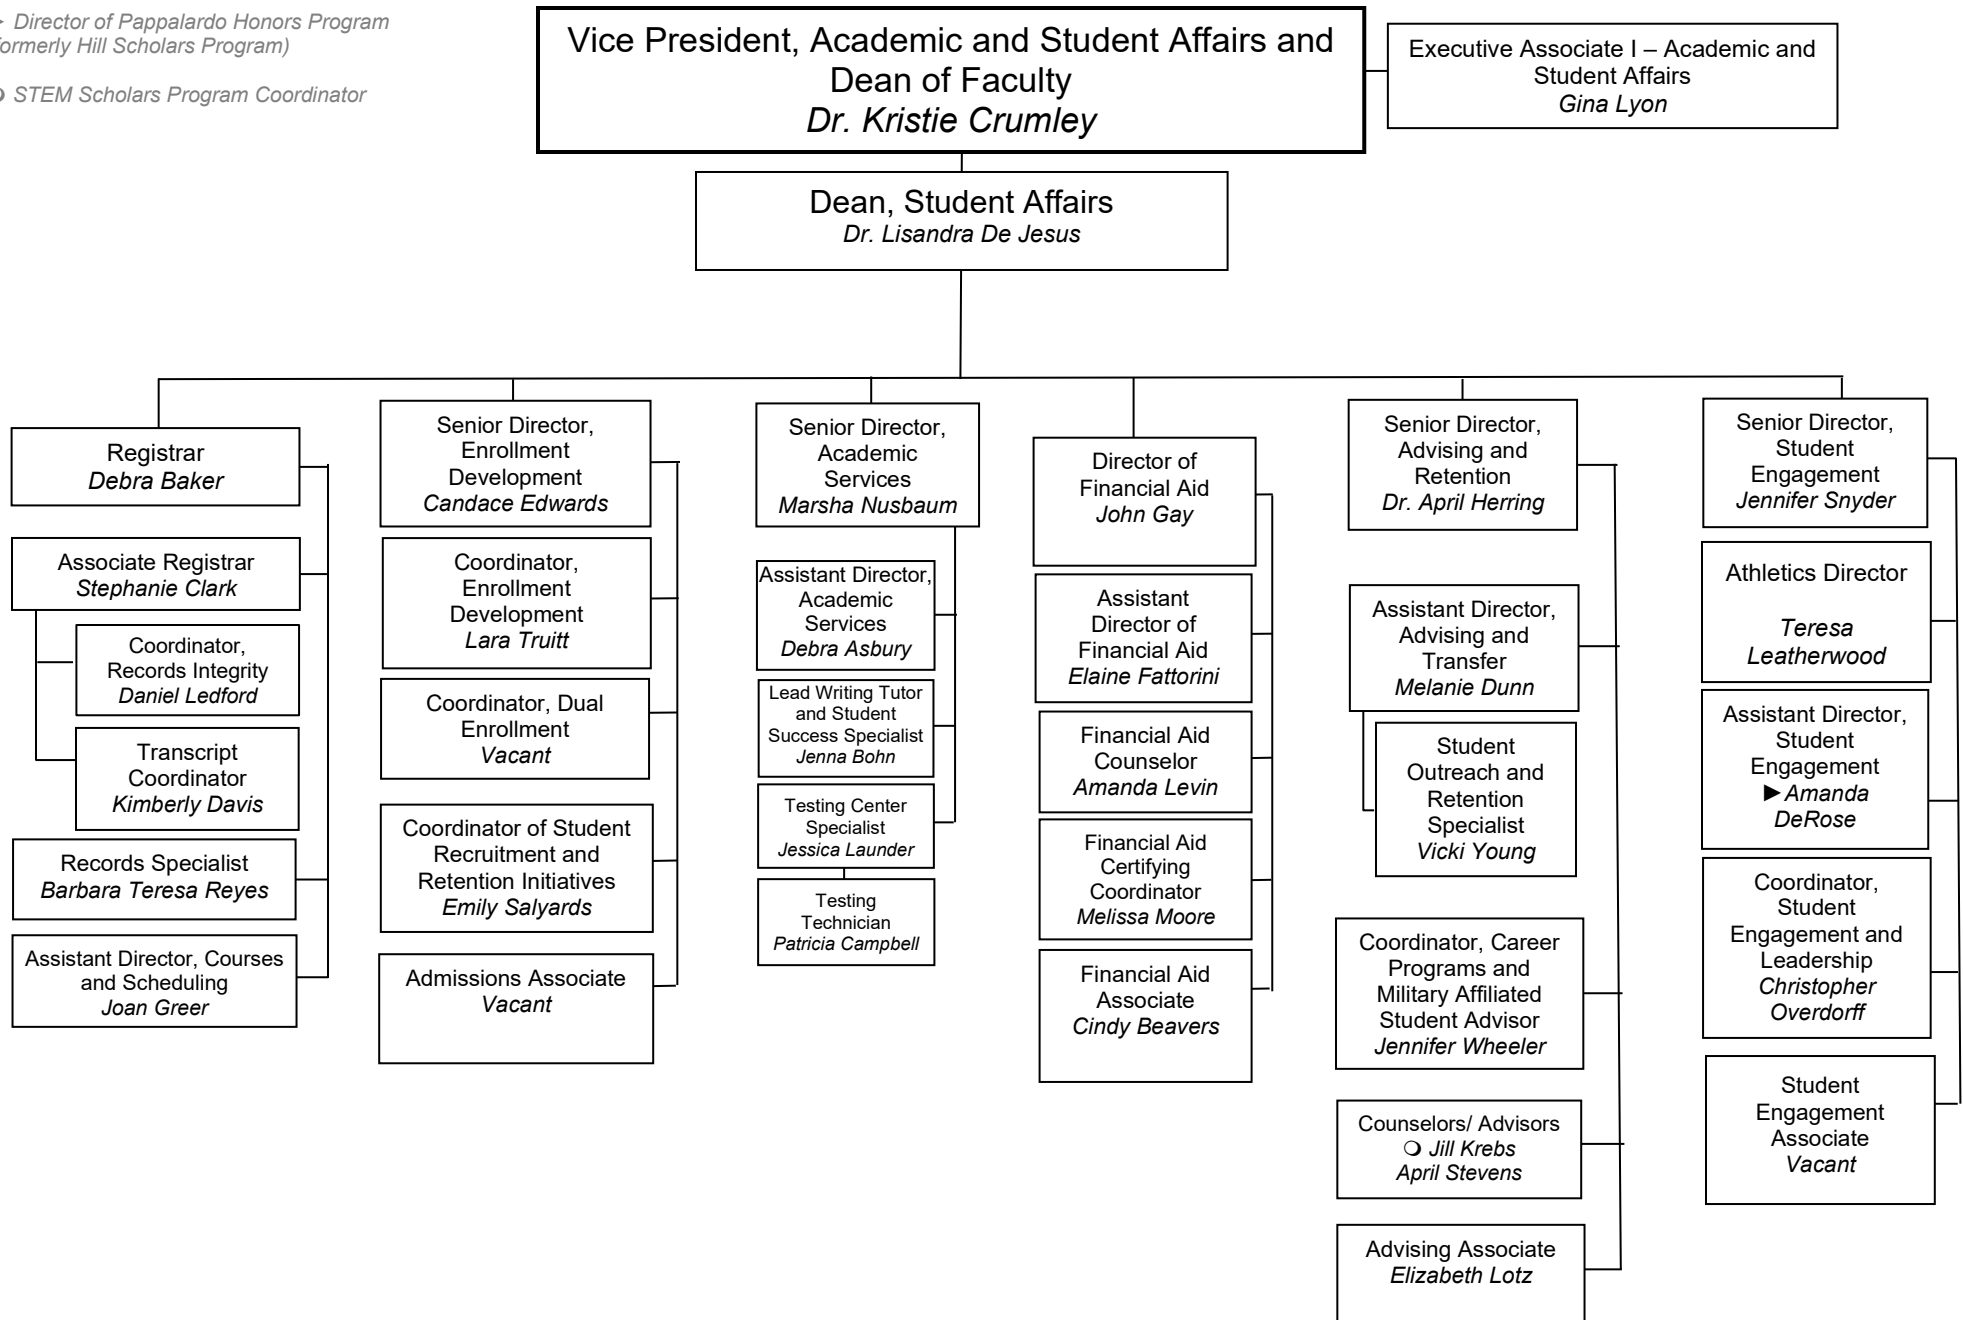 ► Director of Pappalardo Honors Program
formerly Hill Scholars Program)
❍ STEM Scholars Program Coordinator
Vice President, Academic and Student Affairs and
Dean of Faculty
Dr. Kristie Crumley
Executive Associate I – Academic and
Student Affairs
Gina Lyon
Dean, Student Affairs
Dr. Lisandra De Jesus
Registrar
Debra Baker
Associate Registrar
Stephanie Clark
Coordinator,
Records Integrity
Daniel Ledford
Transcript
Coordinator
Kimberly Davis
Records Specialist
Barbara Teresa Reyes
Assistant Director, Courses
and Scheduling
Joan Greer
Senior Director,
Enrollment
Development
Candace Edwards
Coordinator,
Enrollment
Development
Lara Truitt
Coordinator, Dual
Enrollment
Vacant
Coordinator of Student
Recruitment and
Retention Initiatives
Emily Salyards
Admissions Associate
Vacant
Senior Director,
Academic
Services
Marsha Nusbaum
Assistant Director,
Academic
Services
Debra Asbury
Lead Writing Tutor
and Student
Success Specialist
Jenna Bohn
Testing Center
Specialist
Jessica Launder
Testing
Technician
Patricia Campbell
Director of
Financial Aid
John Gay
Assistant
Director of
Financial Aid
Elaine Fattorini
Financial Aid
Counselor
Amanda Levin
Financial Aid
Certifying
Coordinator
Melissa Moore
Financial Aid
Associate
Cindy Beavers
Senior Director,
Advising and
Retention
Dr. April Herring
Assistant Director,
Advising and
Transfer
Melanie Dunn
Student
Outreach and
Retention
Specialist
Vicki Young
Coordinator, Career
Programs and
Military Affiliated
Student Advisor
Jennifer Wheeler
Counselors/ Advisors
❍ Jill Krebs
April Stevens
Advising Associate
Elizabeth Lotz
Senior Director,
Student
Engagement
Jennifer Snyder
Athletics Director
Teresa
Leatherwood
Assistant Director,
Student
Engagement
►Amanda
DeRose
Coordinator,
Student
Engagement and
Leadership
Christopher
Overdorff
Student
Engagement
Associate
Vacant